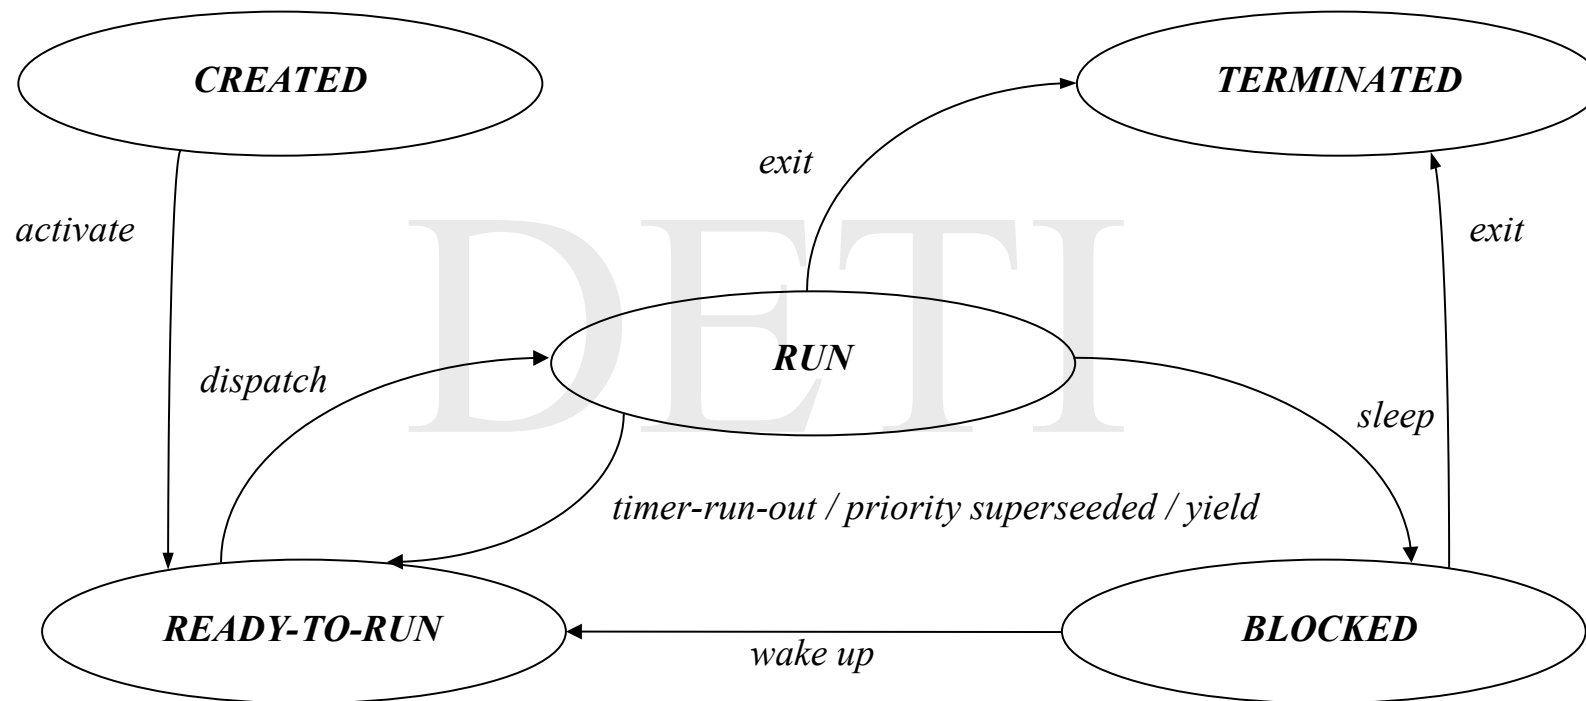 CREATED
TERMINATED
exit
activate
exit
DETI
RUN
dispatch
sleep
timer-run-out / priority superseeded / yield
READY-TO-RUN
BLOCKED
wake up